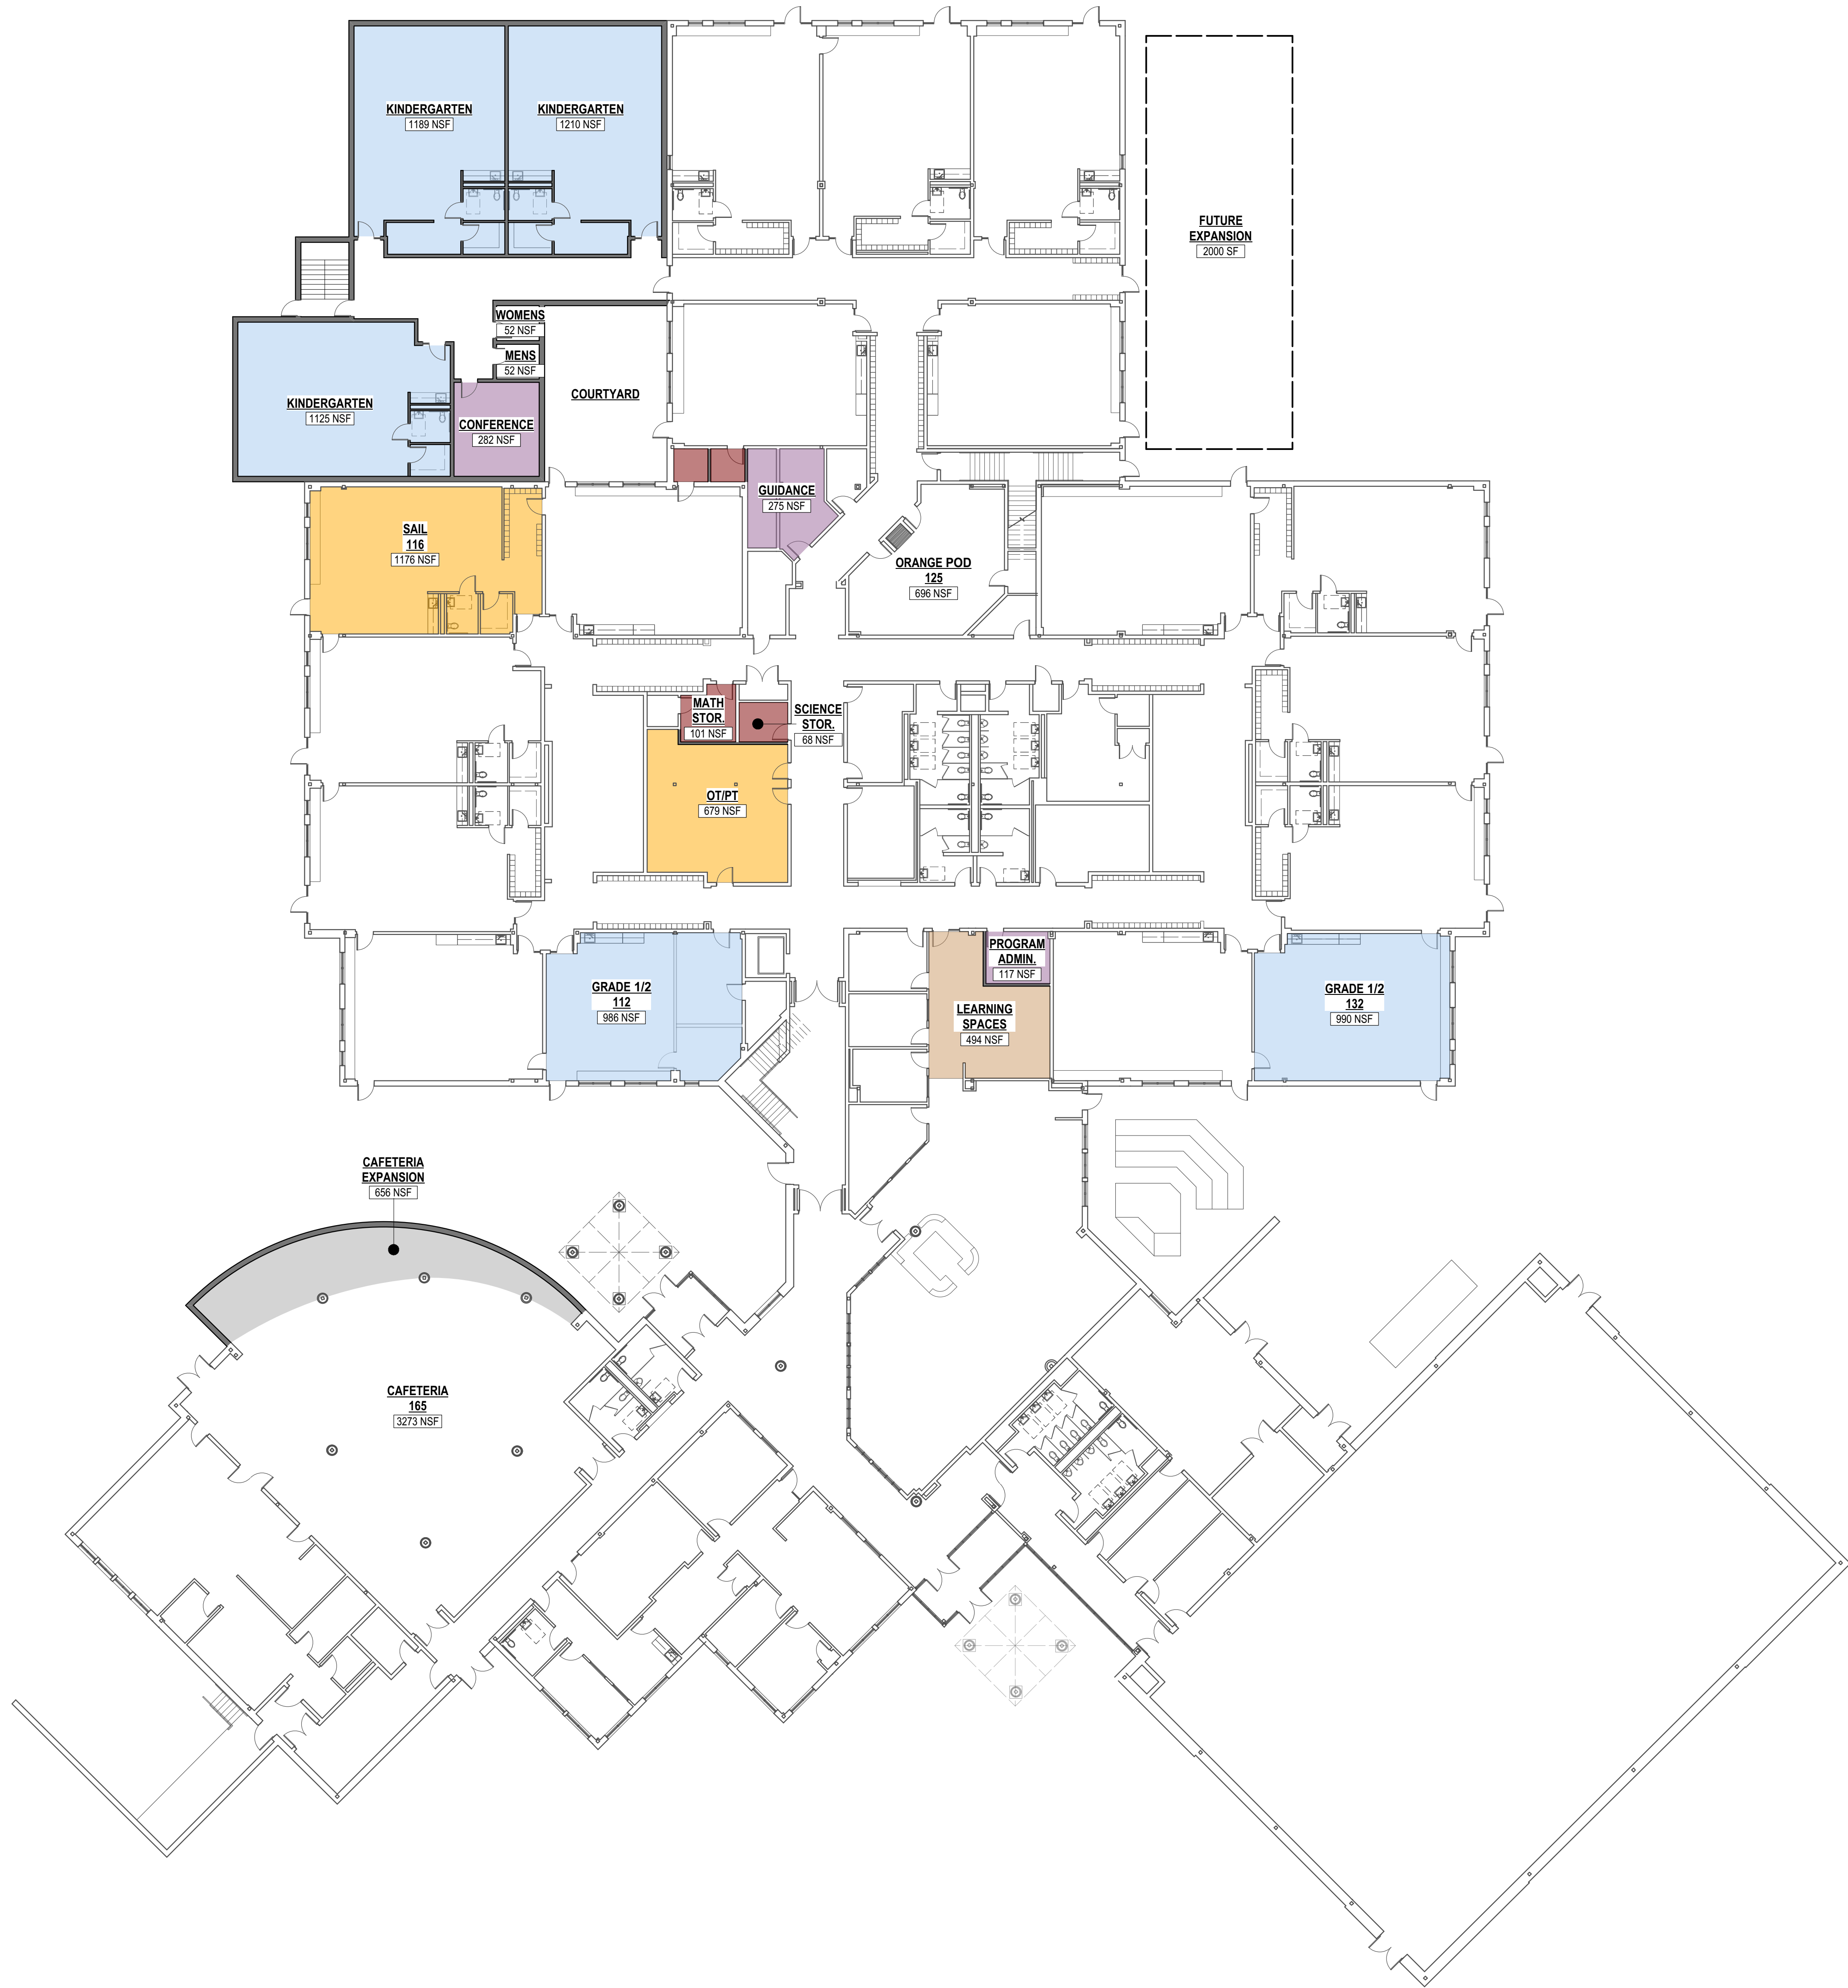 KINDERGARTEN
1189 NSF
KINDERGARTEN
1210 NSF
FUTURE
EXPANSION
2000 SF
WOMENS
52 NSF
MENS
52 NSF
COURTYARD
KINDERGARTEN
1125 NSF
CONFERENCE
282 NSF
GUIDANCE
275 NSF
SAIL
116
1176 NSF
ORANGE POD
125
696 NSF
MATH
STOR.
101 NSF
SCIENCE
STOR.
68 NSF
OT/PT
679 NSF
PROGRAM
ADMIN.
117 NSF
GRADE 1/2
112
986 NSF
LEARNING
SPACES
494 NSF
GRADE 1/2
132
990 NSF
CAFETERIA
EXPANSION
656 NSF
CAFETERIA
165
3273 NSF